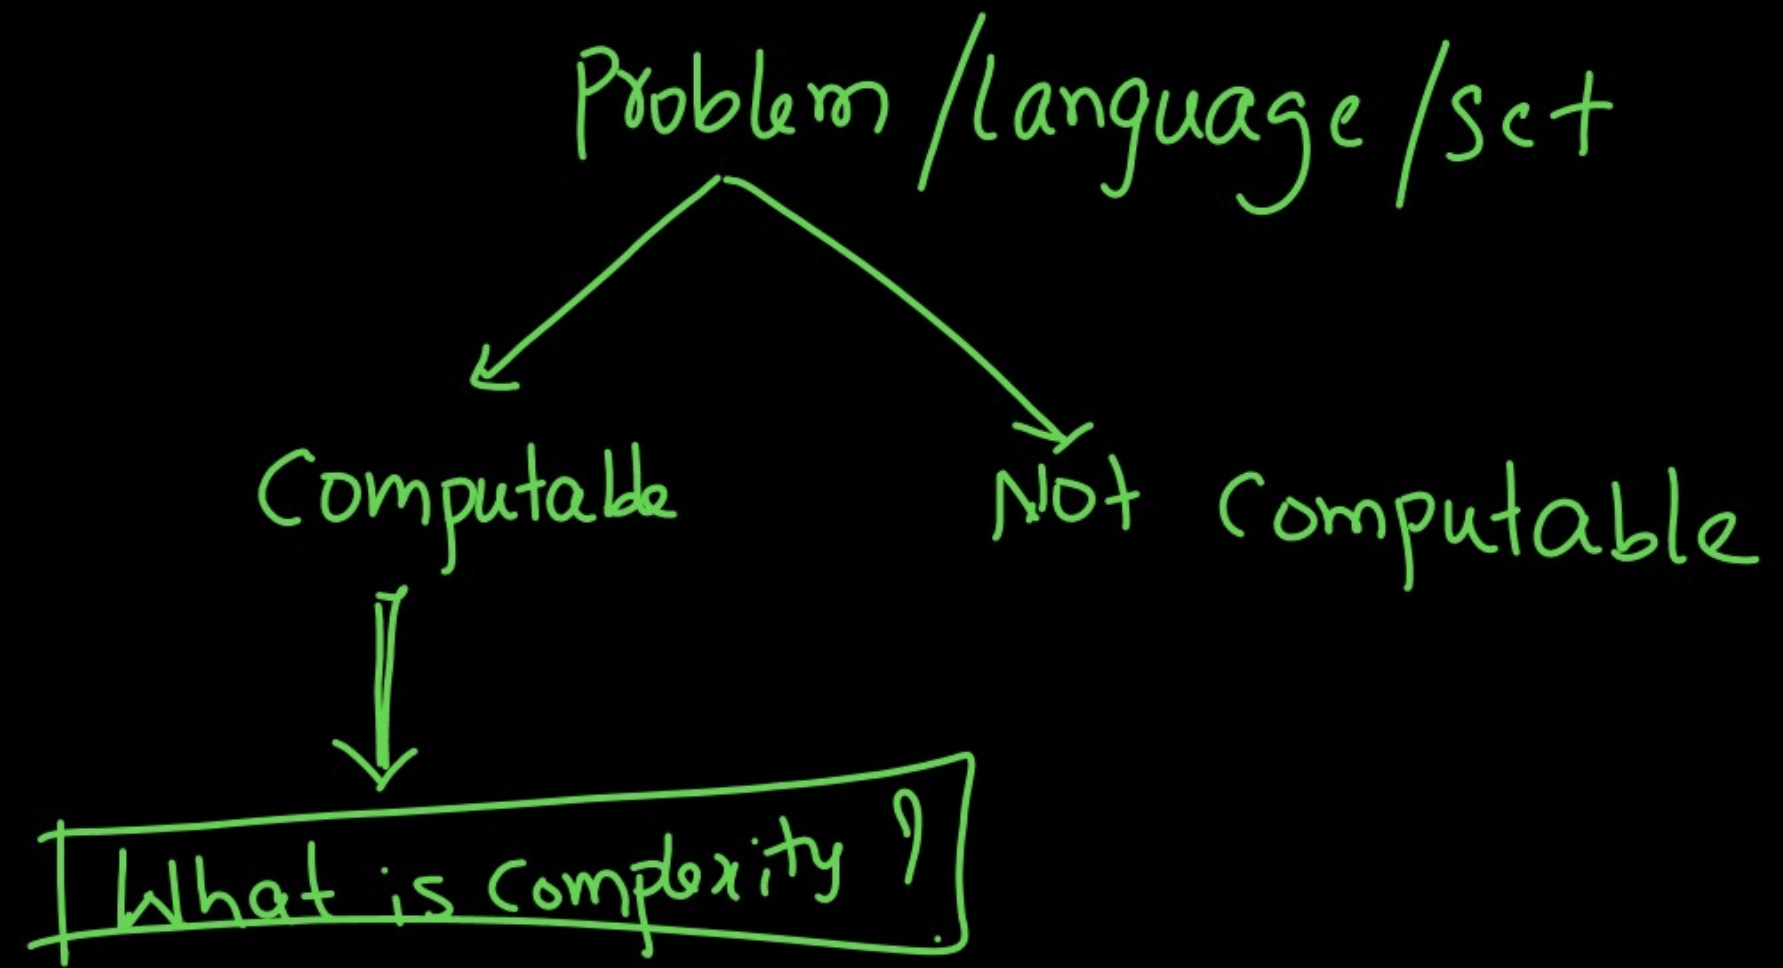 Problem / language / set
Computable
Not Computable
What is complexity ?